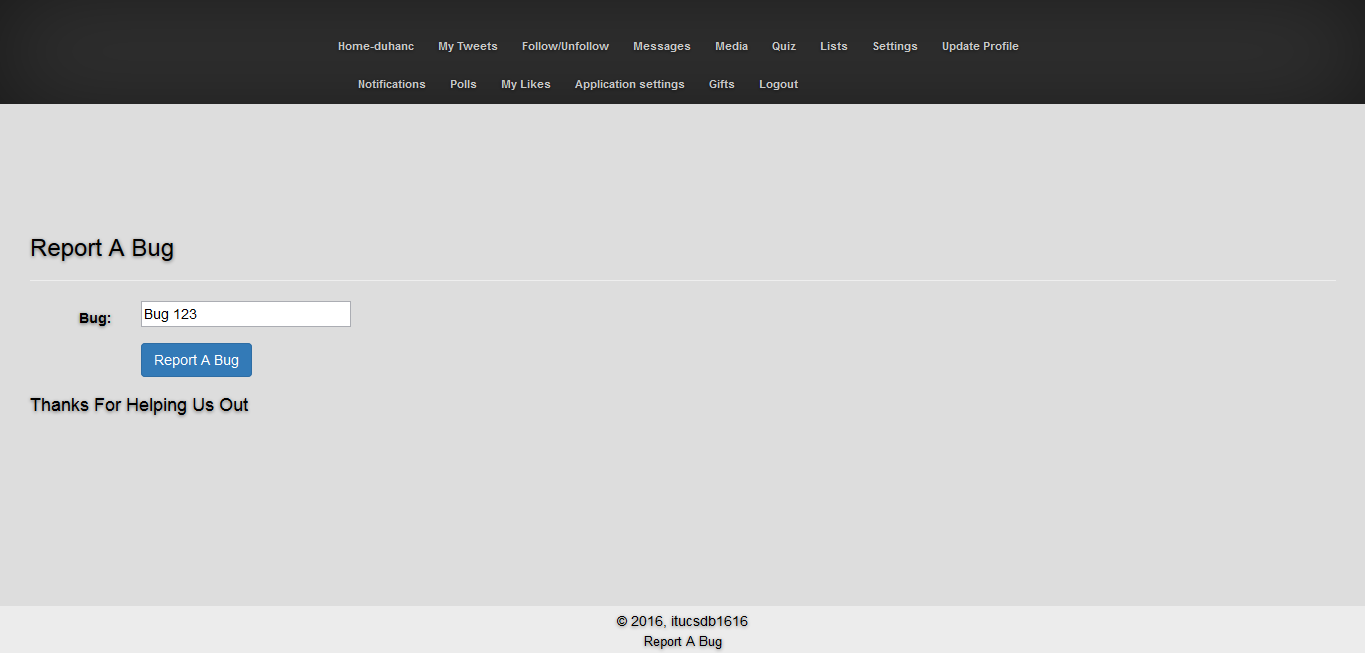 Home-duhanc My Tweets Follow/Unfollow Messages Media Quiz Lists Settings Update Profile
Notifications Polls My Likes Application settings Gifts Logout
Report A Bug
Bug: Bug 123
Report A Bug
Thanks For Helping Us Out
© 2016, itucsdb1616
Report A Bug